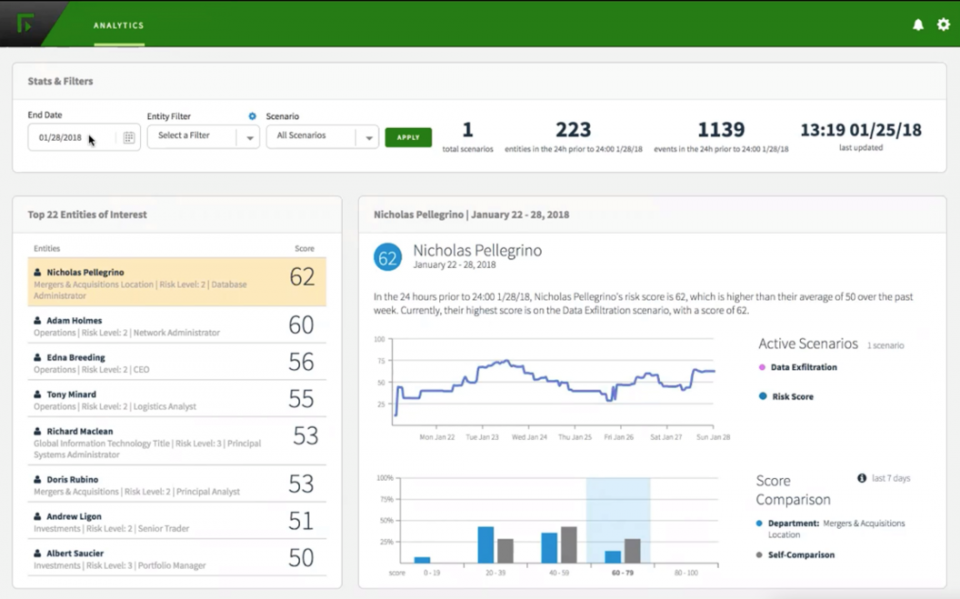 ANALYTICS
Stats & Filters
End Date
Entity Filter
Scenario
01/28/2018
Select a Filter
All Scenarios
APPLY
1
total scenarios
223
entities in the 24h prior to 24:00 1/28/18
1139
events in the 24h prior to 24:00 1/28/18
13:19 01/25/18
last updated
Top 22 Entities of Interest
Entities
Score
Nicholas Pellegrino
Mergers & Acquisitions Location | Risk Level: 2 | Database
Administrator
62
Adam Holmes
Operations | Risk Level: 2 | Network Administrator
60
Edna Breeding
Operations | Risk Level: 2 | CEO
56
Tony Minard
Operations | Risk Level: 2 | Logistics Analyst
55
Richard Maclean
Global Information Technology Title | Risk Level: 3 | Principal
Systems Administrator
53
Doris Rubino
Mergers & Acquisitions | Risk Level: 2 | Principal Analyst
53
Andrew Ligon
Investments | Risk Level: 2 | Senior Trader
51
Albert Saucier
Investments | Risk Level: 3 | Portfolio Manager
50
Nicholas Pellegrino | January 22 - 28, 2018
62
Nicholas Pellegrino
January 22 - 28, 2018
In the 24 hours prior to 24:00 1/28/18, Nicholas Pellegrino's risk score is 62, which is higher than their average of 50 over the past
week. Currently, their highest score is on the Data Exfiltration scenario, with a score of 62.
100
75
50
25
Mon Jan 22
Tue Jan 23
Wed Jan 24
Thu Jan 25
Fri Jan 26
Sat Jan 27
Sun Jan 28
Active Scenarios
1 scenario
Data Exfiltration
Risk Score
100%
75%
50%
25%
score
0 - 19
20 - 39
40 - 59
60 - 79
80 - 100
Score
Comparison
last 7 days
Department: Mergers & Acquisitions
Location
Self-Comparison